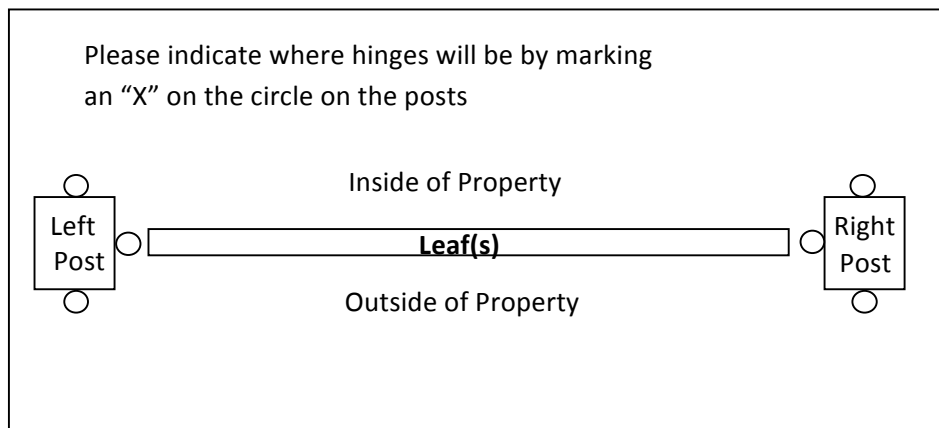 Please indicate where hinges will be by marking
an “X” on the circle on the posts
Inside of Property
Left
Post
Leaf(s)
Right
Post
Outside of Property